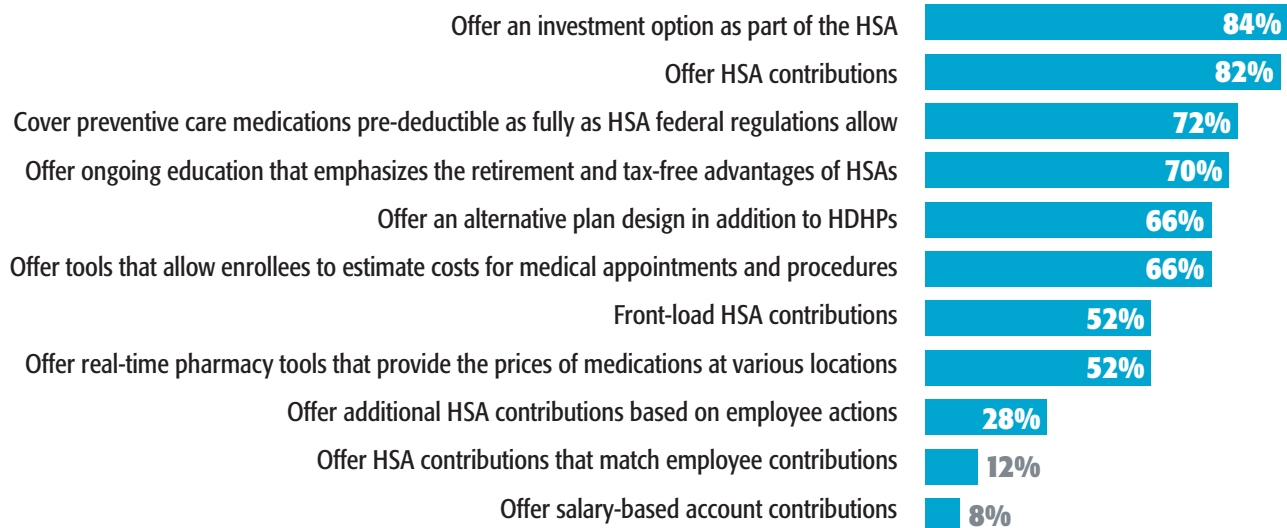 Offer an investment option as part of the HSA 84%
Offer HSA contributions 82%
Cover preventive care medications pre-deductible as fully as HSA federal regulations allow 72%
Offer ongoing education that emphasizes the retirement and tax-free advantages of HSAs 70%
Offer an alternative plan design in addition to HDHPs 66%
Offer tools that allow enrollees to estimate costs for medical appointments and procedures 66%
Front-load HSA contributions 52%
Offer real-time pharmacy tools that provide the prices of medications at various locations 52%
Offer additional HSA contributions based on employee actions 28%
Offer HSA contributions that match employee contributions 12%
Offer salary-based account contributions 8%